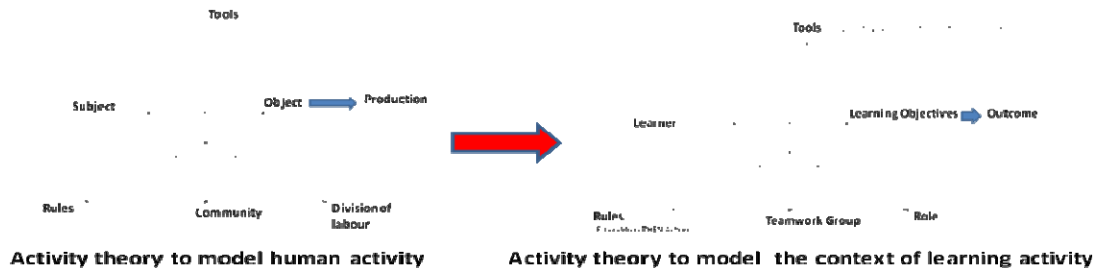 Tools
Subject
Object
Production
Rules
Community
Division of
labour
Activity theory to model human activity
Tools
Learner
Learning Objectives
Outcome
Rules
Teamwork Group
Role
Activity theory to model the context of learning activity